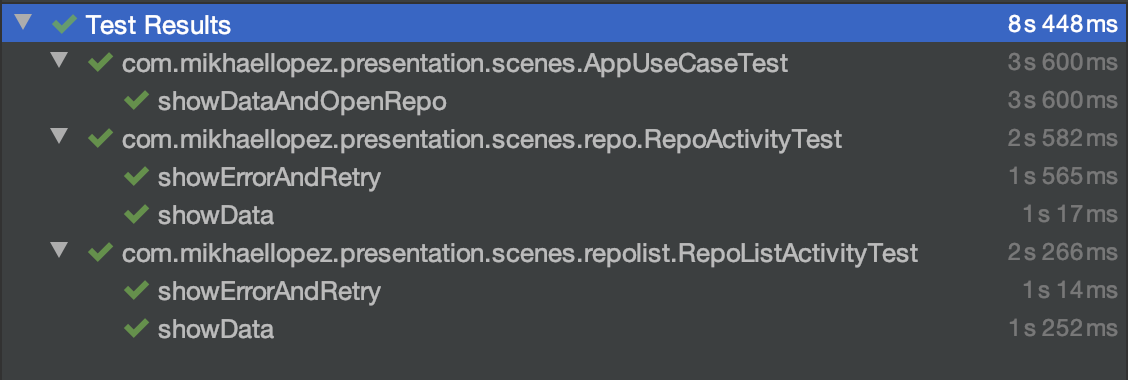 Test Results 8 s 448 ms
com.mikhaellopez.presentation.scenes.AppUseCaseTest 3 s 600 ms
showDataAndOpenRepo 3 s 600 ms
com.mikhaellopez.presentation.scenes.repo.RepoActivityTest 2 s 582 ms
showErrorAndRetry 1 s 565 ms
showData 1 s 17 ms
com.mikhaellopez.presentation.scenes.repolist.RepoListActivityTest 2 s 266 ms
showErrorAndRetry 1 s 14 ms
showData 1 s 252 ms